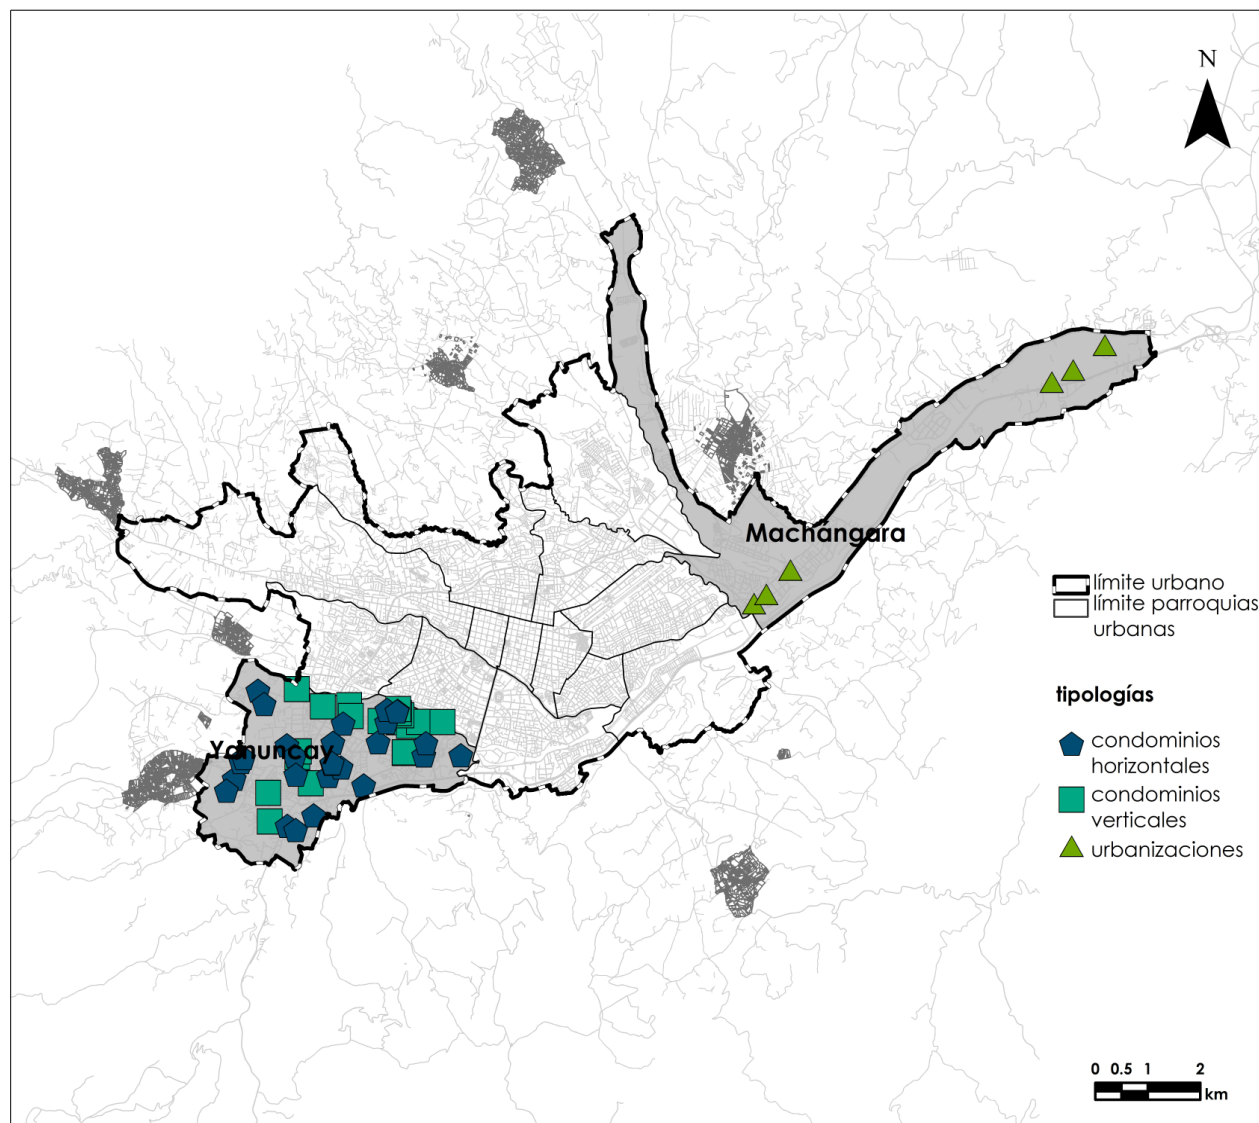 N
Machángara
límite urbano
límite parroquias
urbanas
tipologías
Yanuncay
condominios
horizontales
condominios
verticales
urbanizaciones
0 0.5 1 2
km